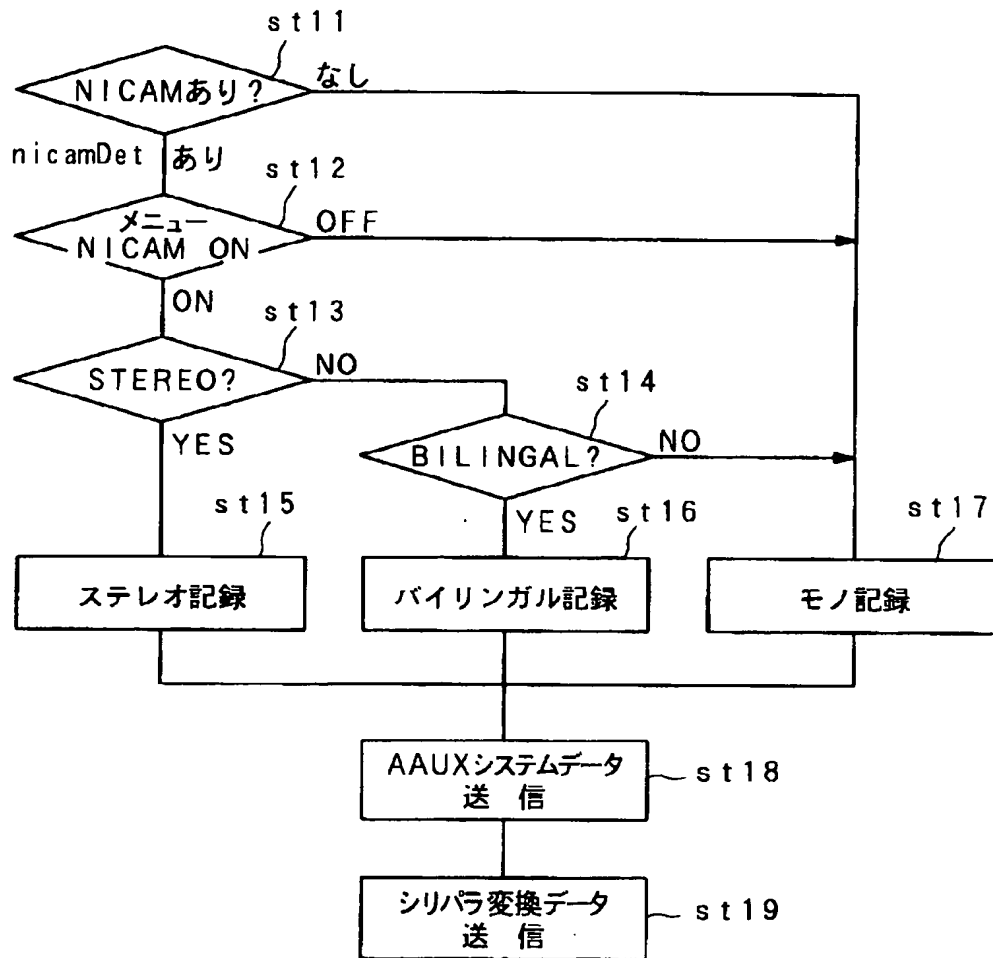 st11
NICAMあり?
なし
nicamDet
あり
st12
メニュー
NICAM ON
OFF
ON
st13
STEREO?
NO
st14
YES
BILINGAL?
NO
st15
YES
st16
st17
ステレオ記録
バイリンガル記録
モノ記録
AAUXシステムデータ
送 信
st18
シリパラ変換データ
送 信
st19